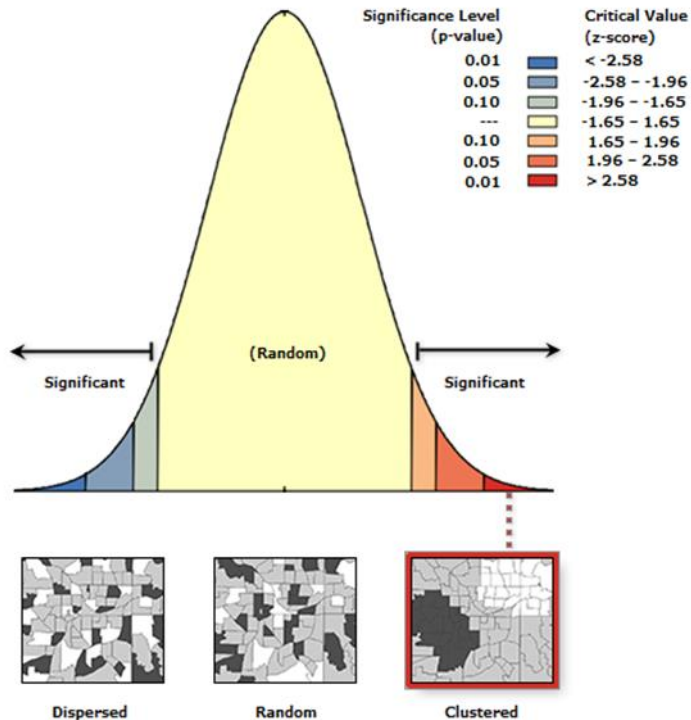 Significance Level Critical Value
(p-value) (z-score)
0.01 < -2.58
0.05 -2.58 – -1.96
0.10 -1.96 – -1.65
--- -1.65 – 1.65
0.10 1.65 – 1.96
0.05 1.96 – 2.58
0.01 > 2.58
(Random)
Significant Significant
Dispersed Random Clustered